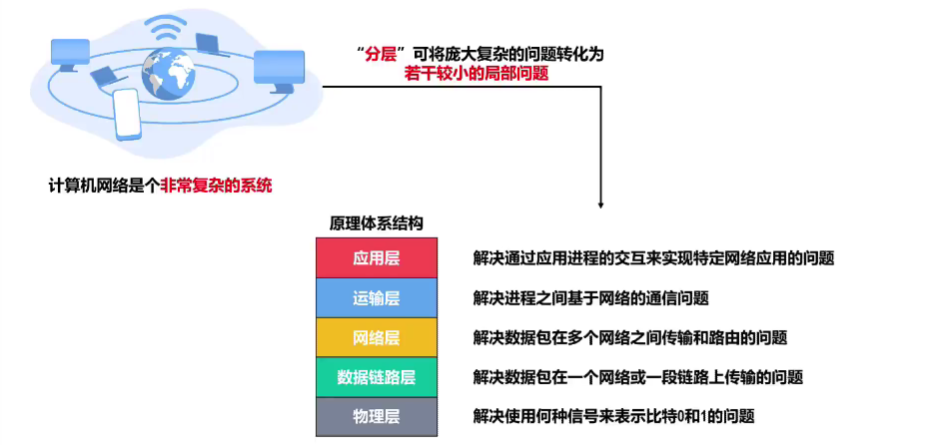 “分层”可将庞大复杂的问题转化为
若干较小的局部问题
计算机网络是个非常复杂的系统
原理体系结构
应用层 解决通过应用进程的交互来实现特定网络应用的问题
运输层 解决进程之间基于网络的通信问题
网络层 解决数据包在多个网络之间传输和路由的问题
数据链路层 解决数据包在一个网络或一段链路上传输的问题
物理层 解决使用何种信号来表示比特0和1的问题